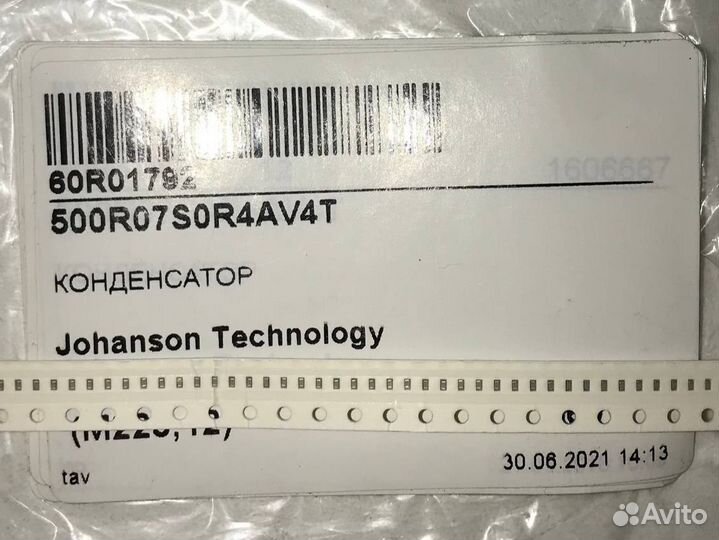 60R01792
1606667
500R07S0R4AV4T
КОНДЕНСАТОР
Johanson Technology
30.06.2021 14:13
tav
Avito